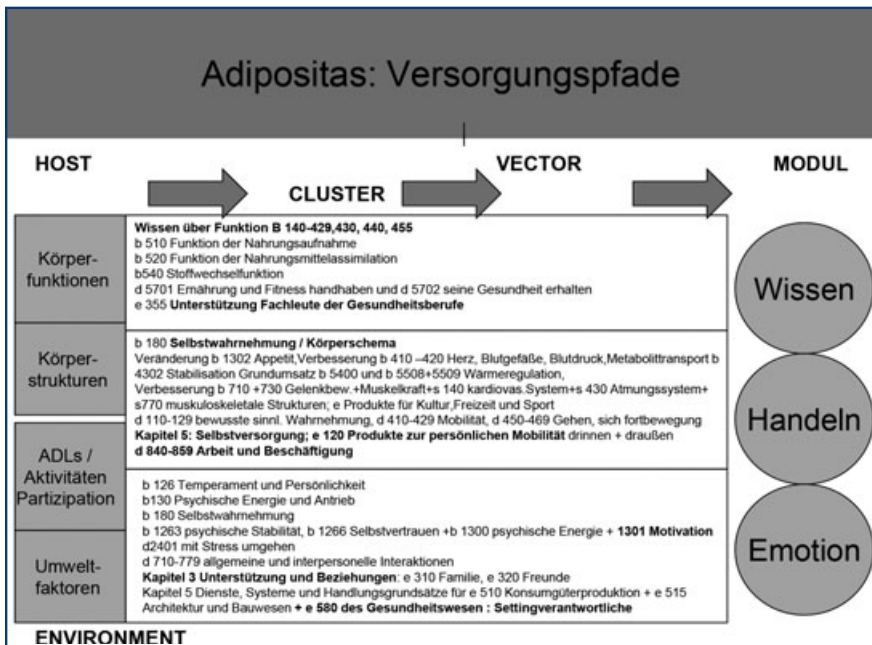 Adipositas: Versorgungspfade
HOST
CLUSTER
VECTOR
MODUL
Körper-
funktionen
Wissen über Funktion B 140-429,430, 440, 455
b 510 Funktion der Nahrungsaufnahme
b 520 Funktion der Nahrungsmittelassimilation
b540 Stoffwechselfunktion
d 5701 Ernährung und Fitness handhaben und d 5702 seine Gesundheit erhalten
e 355 Unterstützung Fachleute der Gesundheitsberufe
Wissen
Körper-
strukturen
b 180 Selbstwahrnehmung / Körperschema
Veränderung b 1302 Appetit,Verbesserung b 410 –420 Herz, Blutgefäße, Blutdruck,Metabolittransport b
4302 Stabilisation Grundumsatz b 5400 und b 5508+5509 Wärmeregulation,
Verbesserung b 710 +730 Gelenkbew.+Muskelkraft+s 140 kardiovas.System+s 430 Atmungssystem+
s770 muskuloskeletale Strukturen; e Produkte für Kultur,Freizeit und Sport
d 110-129 bewusste sinnl. Wahrnehmung, d 410-429 Mobilität, d 450-469 Gehen, sich fortbewegung
Kapitel 5: Selbstversorgung; e 120 Produkte zur persönlichen Mobilität drinnen + draußen
d 840-859 Arbeit und Beschäftigung
Handeln
ADLs /
Aktivitäten
Partizipation
Umwelt-
faktoren
b 126 Temperament und Persönlichkeit
b130 Psychische Energie und Antrieb
b 180 Selbstwahrnehmung
b 1263 psychische Stabilität, b 1266 Selbstvertrauen +b 1300 psychische Energie + 1301 Motivation
d2401 mit Stress umgehen
d 710-779 allgemeine und interpersonelle Interaktionen
Kapitel 3 Unterstützung und Beziehungen: e 310 Familie, e 320 Freunde
Kapitel 5 Dienste, Systeme und Handlungsgrundsätze für e 510 Konsumgüterproduktion + e 515
Architektur und Bauwesen + e 580 des Gesundheitswesen : Settingverantwortliche
Emotion
ENVIRONMENT